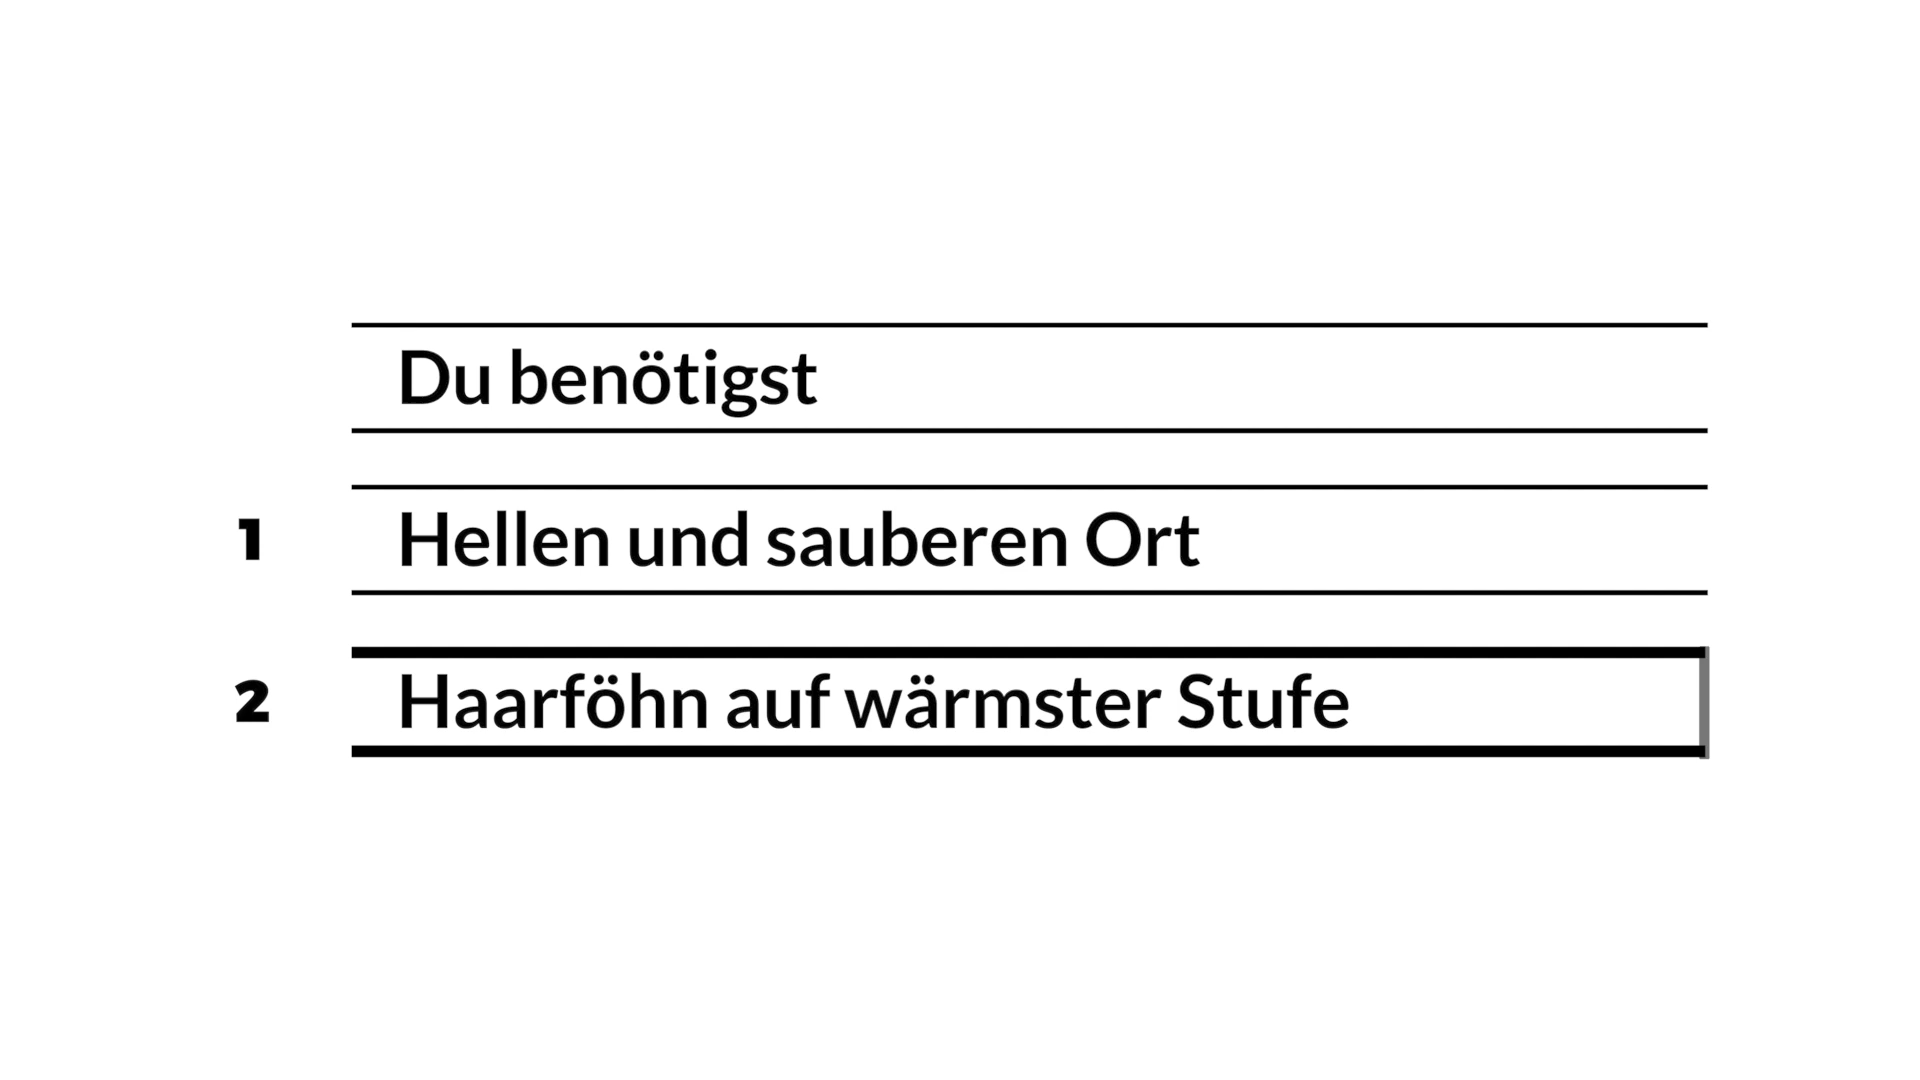 Du benötigst
1 Hellen und sauberen Ort
2 Haarföhn auf wärmster Stufe